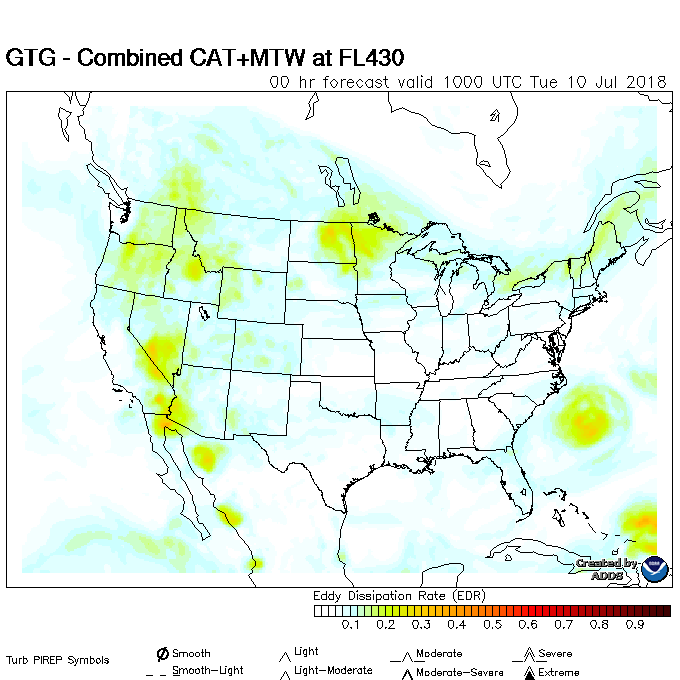 GTG - Combined CAT+MTW at FL430
00 hr forecast valid 1000 UTC Tue 10 Jul 2018
Created by
ADDS
Eddy Dissipation Rate (EDR)
0.1 0.2 0.3 0.4 0.5 0.6 0.7 0.8 0.9
Turb PIREP Symbols
Smooth Light Moderate Severe
Smooth-Light Light-Moderate Moderate-Severe Extreme